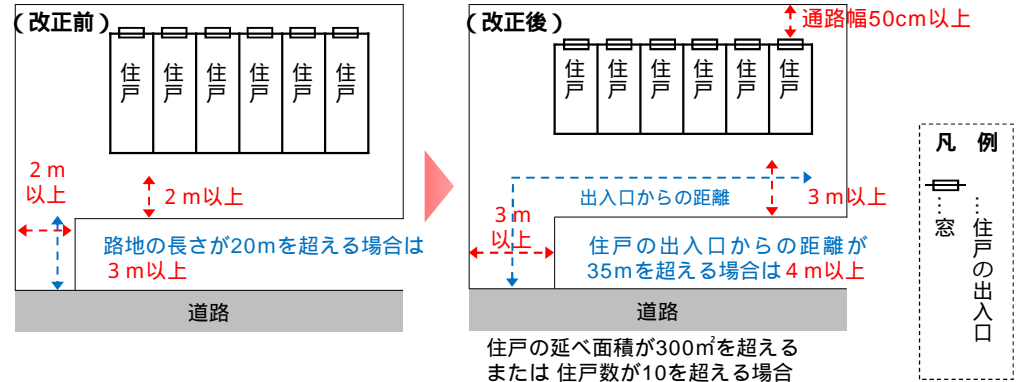 （改正前）
住戸
住戸
住戸
住戸
住戸
住戸
2ｍ
以上
2ｍ以上
路地の長さが20mを超える場合は
3ｍ以上
道路
（改正後）
通路幅50cm以上
住戸
住戸
住戸
住戸
住戸
住戸
出入口からの距離
3ｍ以上
3ｍ
以上
住戸の出入口からの距離が
35mを超える場合は4ｍ以上
道路
住戸の延べ面積が300㎡を超える
または 住戸数が10を超える場合
凡 例
…窓
…住戸の出入口